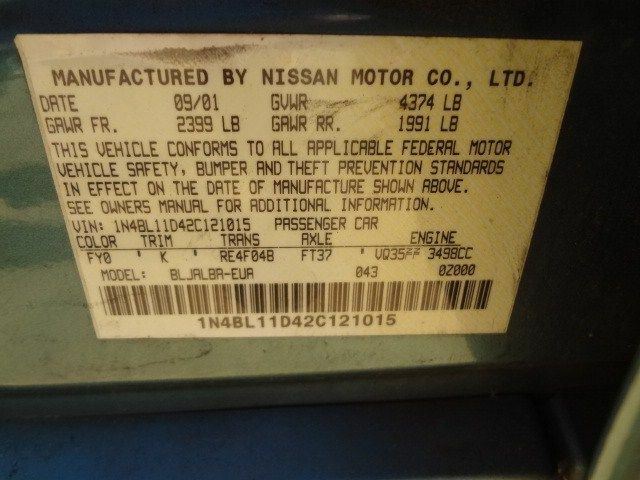 MANUFACTURED BY NISSAN MOTOR CO., LTD.
DATE 09/01 GVWR 4374 LB
GAWR FR. 2399 LB GAWR RR. 1991 LB
THIS VEHICLE CONFORMS TO ALL APPLICABLE FEDERAL MOTOR
VEHICLE SAFETY, BUMPER AND THEFT PREVENTION STANDARDS
IN EFFECT ON THE DATE OF MANUFACTURE SHOWN ABOVE.
SEE OWNERS MANUAL FOR ADDITIONAL INFORMATION.
VIN: 1N4BL11D42C121015 PASSENGER CAR
COLOR TRIM TRANS AXLE ENGINE
FY0 ' K ' RE4F04B FT37 ' VQ35 3498CC
MODEL: BLJALBA-EUA 043 0Z000
1N4BL11D42C121015